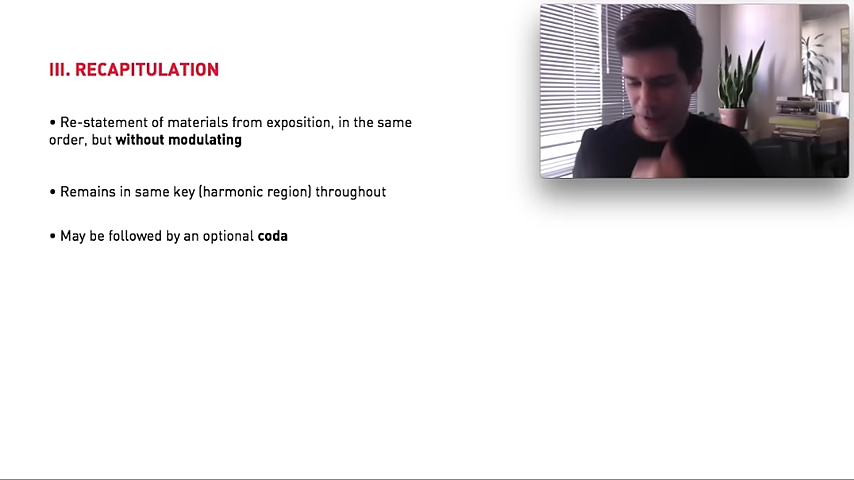 III. RECAPITULATION
• Re-statement of materials from exposition, in the same
order, but without modulating
• Remains in same key (harmonic region) throughout
• May be followed by an optional coda